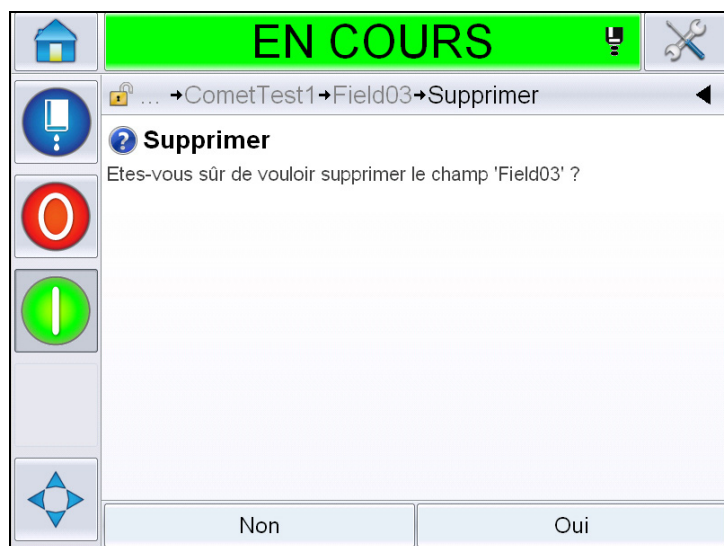 EN COURS
... →CometTest1→Field03→Supprimer
Supprimer
Etes-vous sûr de vouloir supprimer le champ 'Field03' ?
Non
Oui